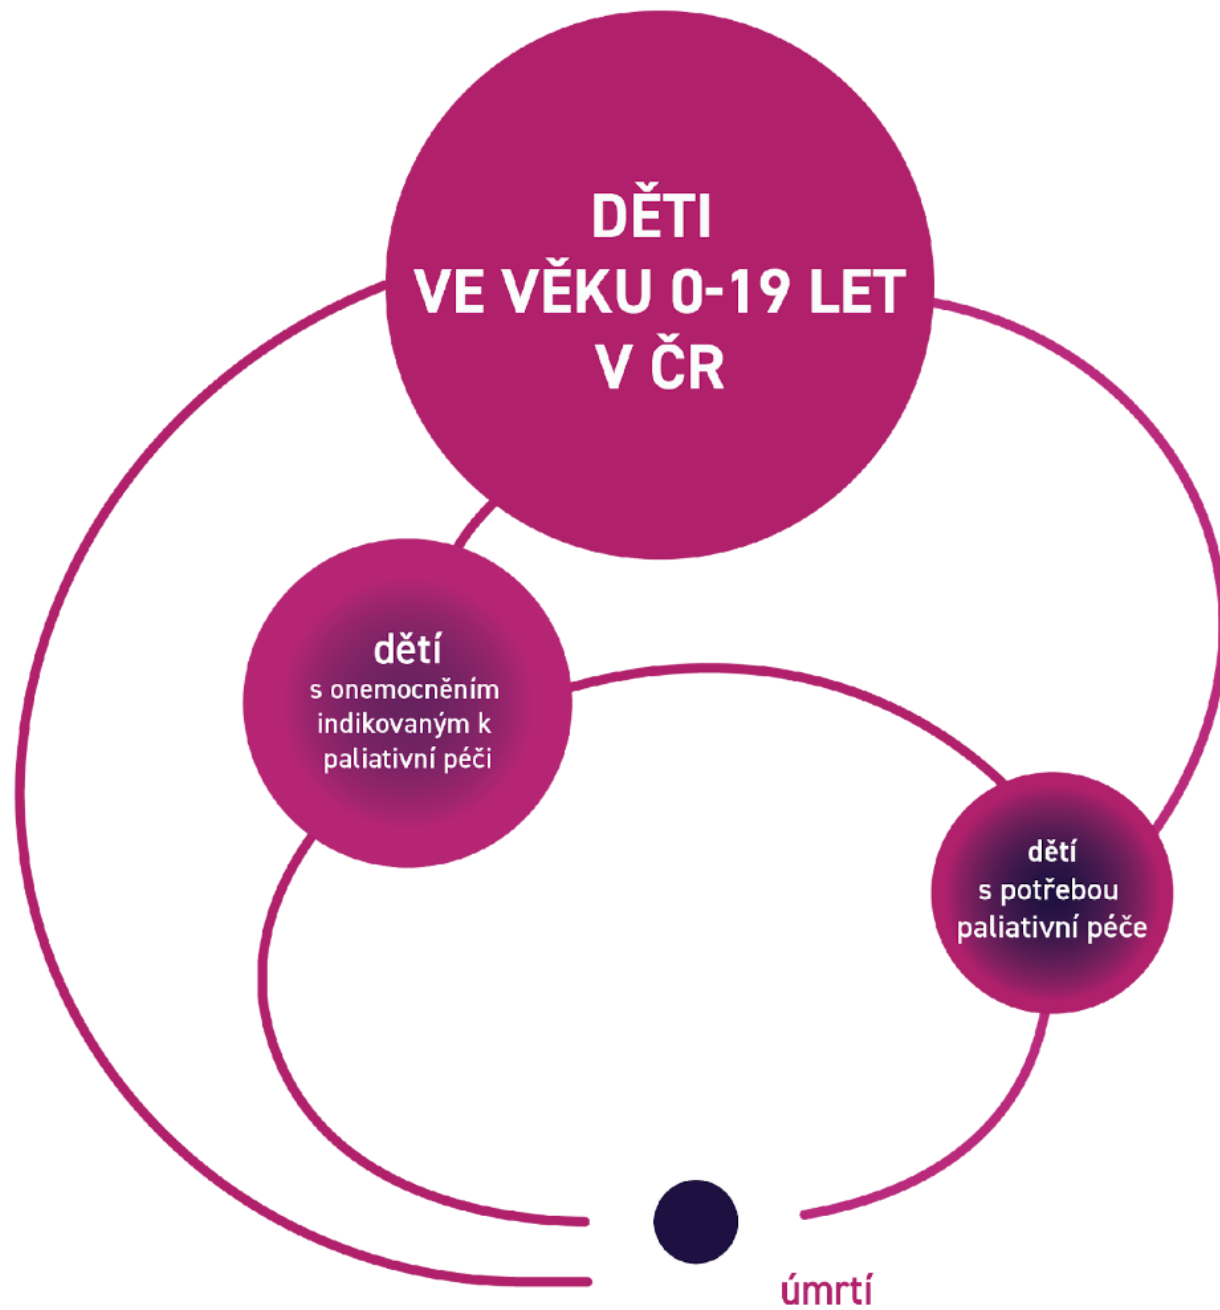 DĚTI
VE VĚKU 0-19 LET
V ČR
dětí
s onemocněním
indikovaným k
paliativní péči
dětí
s potřebou
paliativní péče
úmrtí